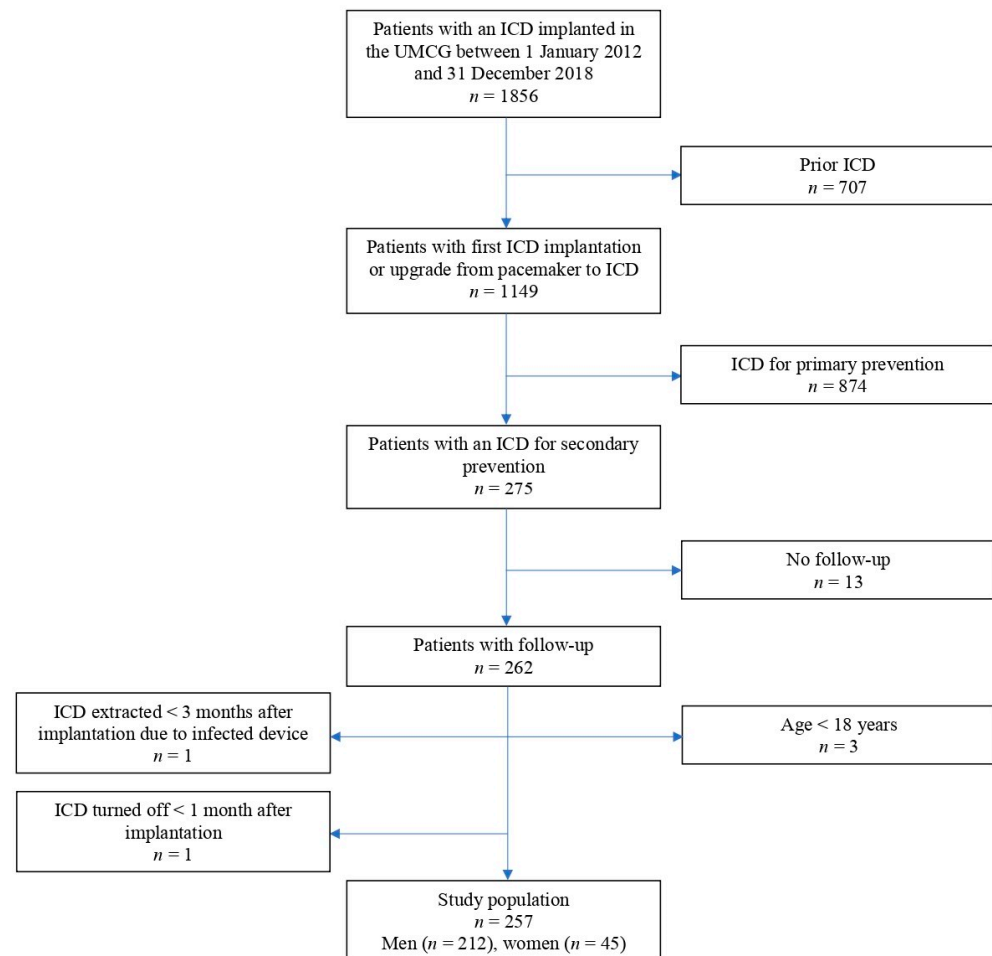 Patients with an ICD implanted in
the UMCG between 1 January 2012
and 31 December 2018
n = 1856
Prior ICD
n = 707
Patients with first ICD implantation
or upgrade from pacemaker to ICD
n = 1149
ICD for primary prevention
n = 874
Patients with an ICD for secondary
prevention
n = 275
No follow-up
n = 13
Patients with follow-up
n = 262
ICD extracted < 3 months after
implantation due to infected device
n = 1
Age < 18 years
n = 3
ICD turned off < 1 month after
implantation
n = 1
Study population
n = 257
Men (n = 212), women (n = 45)